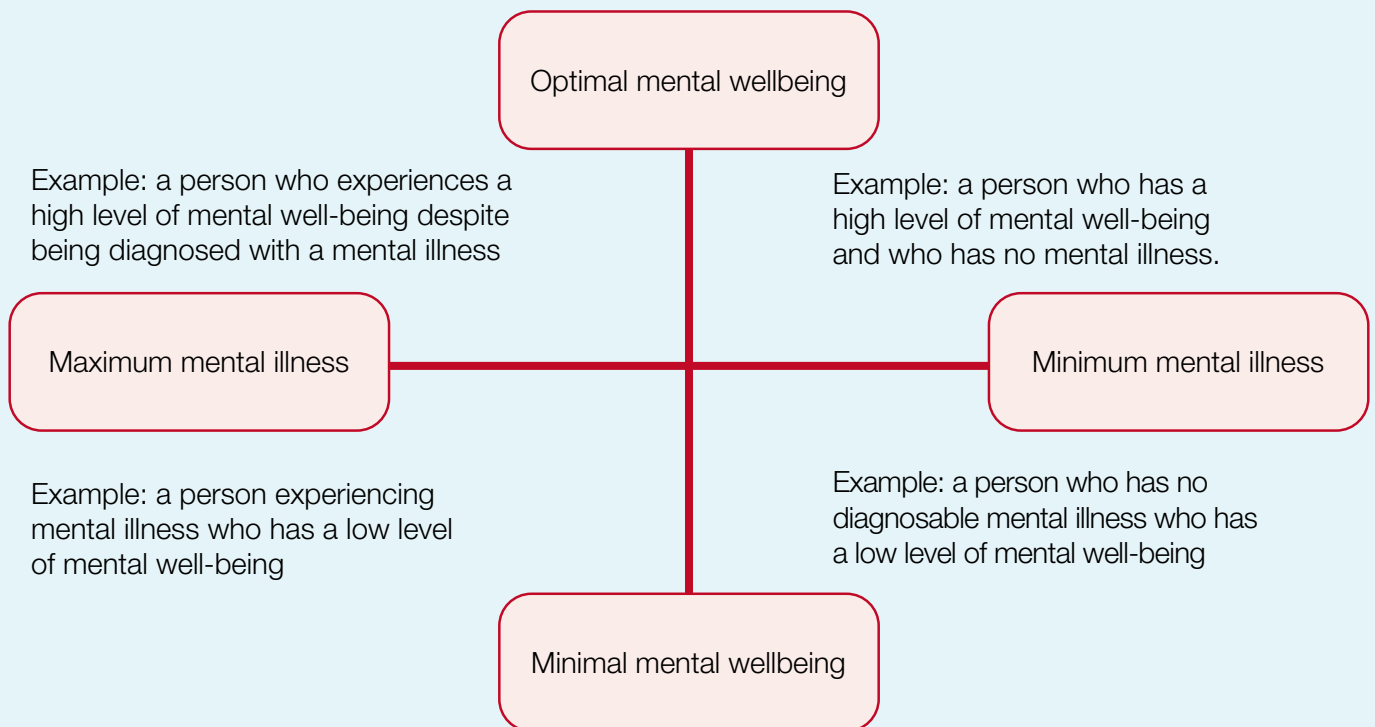 Optimal mental wellbeing
Example: a person who experiences a
high level of mental well-being despite
being diagnosed with a mental illness
Example: a person who has a
high level of mental well-being
and who has no mental illness.
Maximum mental illness
Minimum mental illness
Example: a person experiencing
mental illness who has a low level
of mental well-being
Example: a person who has no
diagnosable mental illness who has
a low level of mental well-being
Minimal mental wellbeing